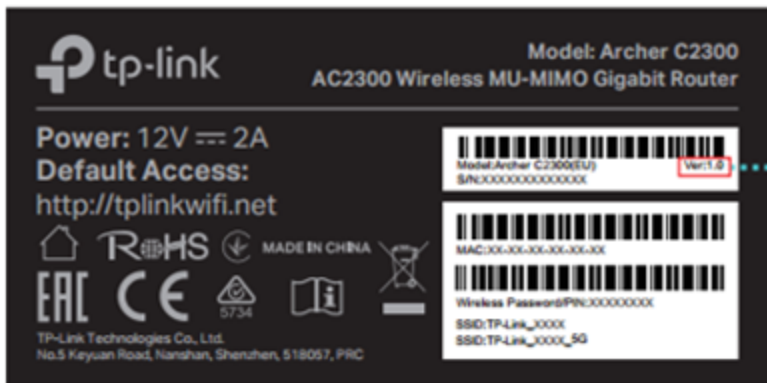 tp-link
Model: Archer C2300
AC2300 Wireless MU-MIMO Gigabit Router
Power: 12V ⎓ 2A
Default Access:
http://tplinkwifi.net
RoHS
MADE IN CHINA
EAC CE
5734
TP-Link Technologies Co., Ltd.
No.5 Keyuan Road, Nanshan, Shenzhen, 518057, PRC
Model:Archer C2300(EU) Ver:1.0
S/N:XXXXXXXXXXXXX
MAC:XX-XX-XX-XX-XX-XX
Wireless Password/PIN:XXXXXXXX
SSID:TP-Link_XXXX
SSID:TP-Link_XXXX_5G